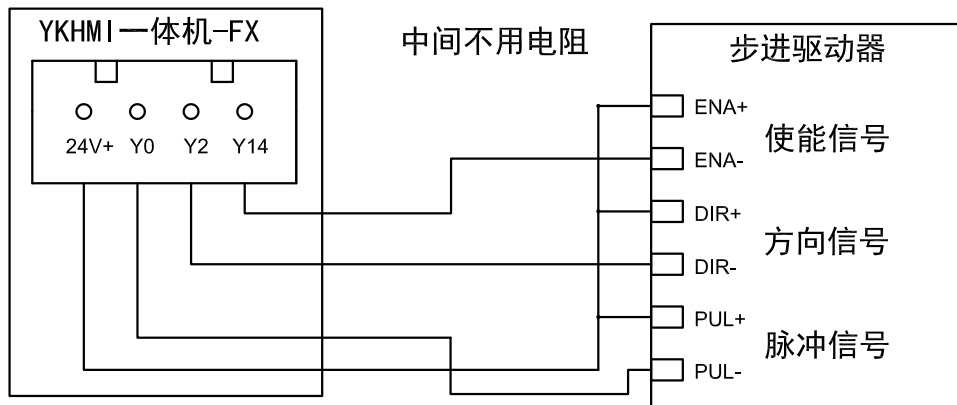 YKHMI一体机-FX
24V+ Y0 Y2 Y14
中间不用电阻
步进驱动器
ENA+
使能信号
ENA-
DIR+
方向信号
DIR-
PUL+
脉冲信号
PUL-